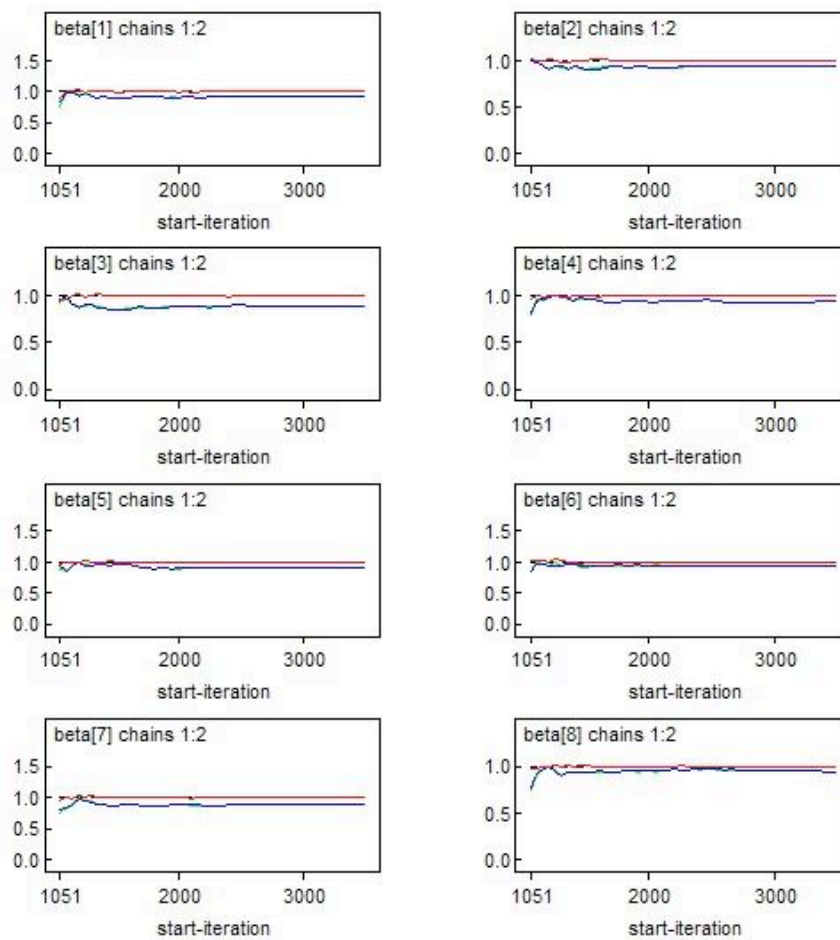 beta[1] chains 1:2
1.5
1.0
0.5
0.0
1051 2000 3000
start-iteration
beta[2] chains 1:2
1.0
0.5
0.0
1051 2000 3000
start-iteration
beta[3] chains 1:2
1.0
0.5
0.0
1051 2000 3000
start-iteration
beta[4] chains 1:2
1.0
0.5
0.0
1051 2000 3000
start-iteration
beta[5] chains 1:2
1.5
1.0
0.5
0.0
1051 2000 3000
start-iteration
beta[6] chains 1:2
1.5
1.0
0.5
0.0
1051 2000 3000
start-iteration
beta[7] chains 1:2
1.5
1.0
0.5
0.0
1051 2000 3000
start-iteration
beta[8] chains 1:2
1.0
0.5
0.0
1051 2000 3000
start-iteration